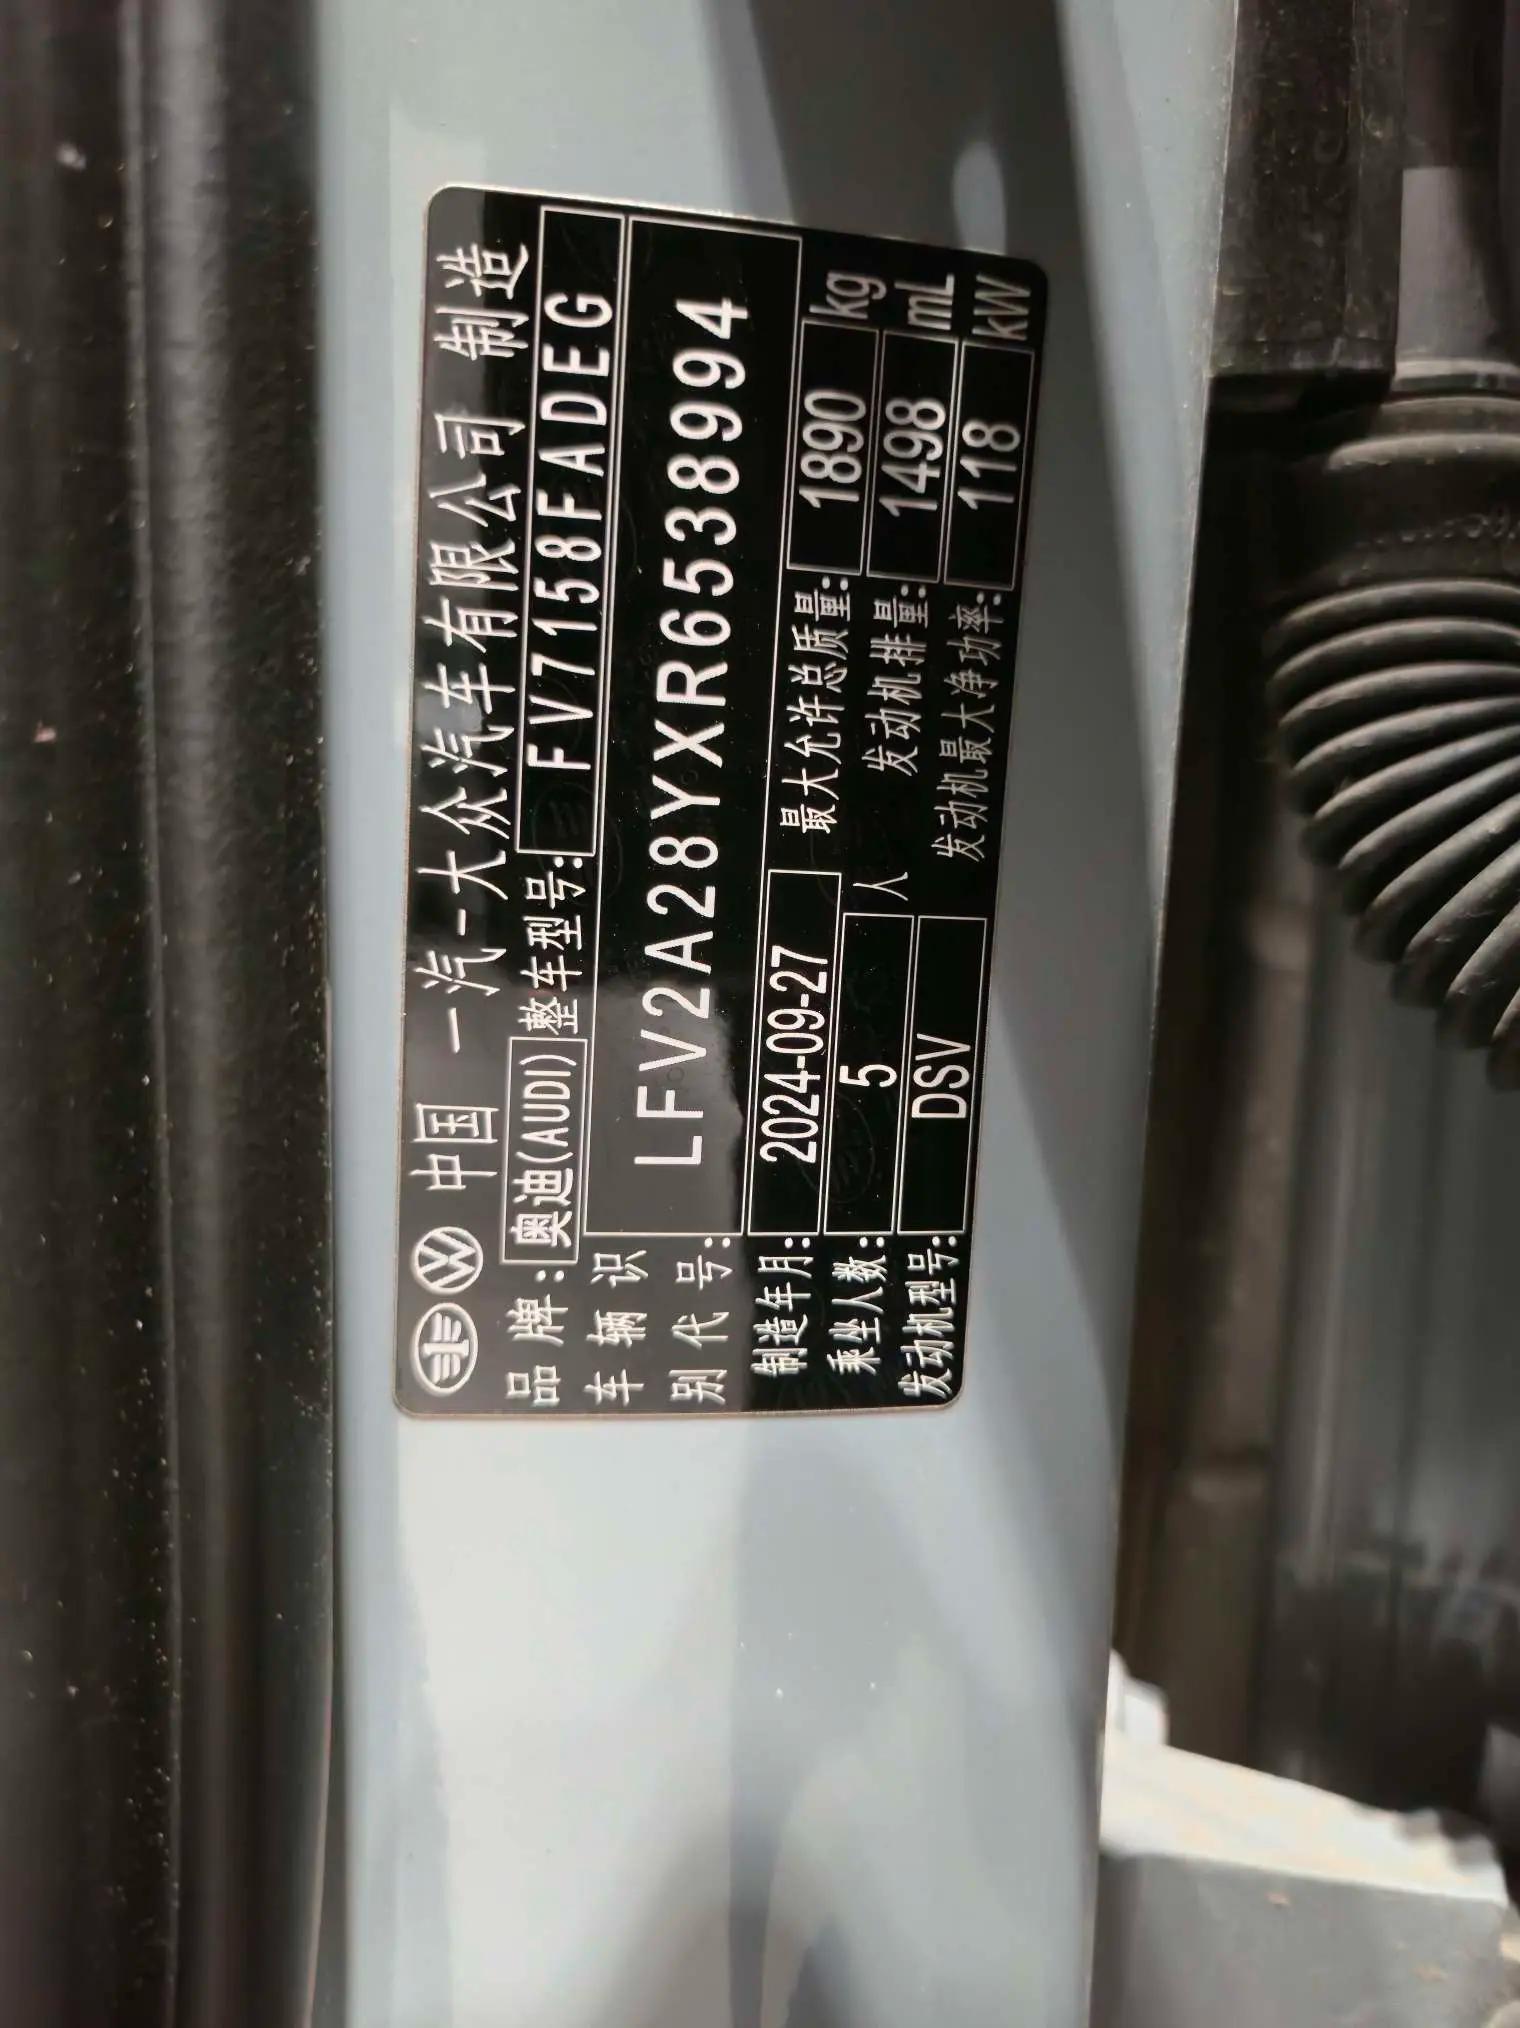 中国 一汽-大众汽车有限公司 制造
品牌: 奥迪(AUDI) 整车型号: FV7158FADEG
车辆识别代号: LFV2A28YXR6538994
制造年月: 2024-09-27 最大允许总质量: 1890 kg
乘坐人数: 5 人 发动机排量: 1498 mL
发动机型号: DSV 发动机最大净功率: 118 kW